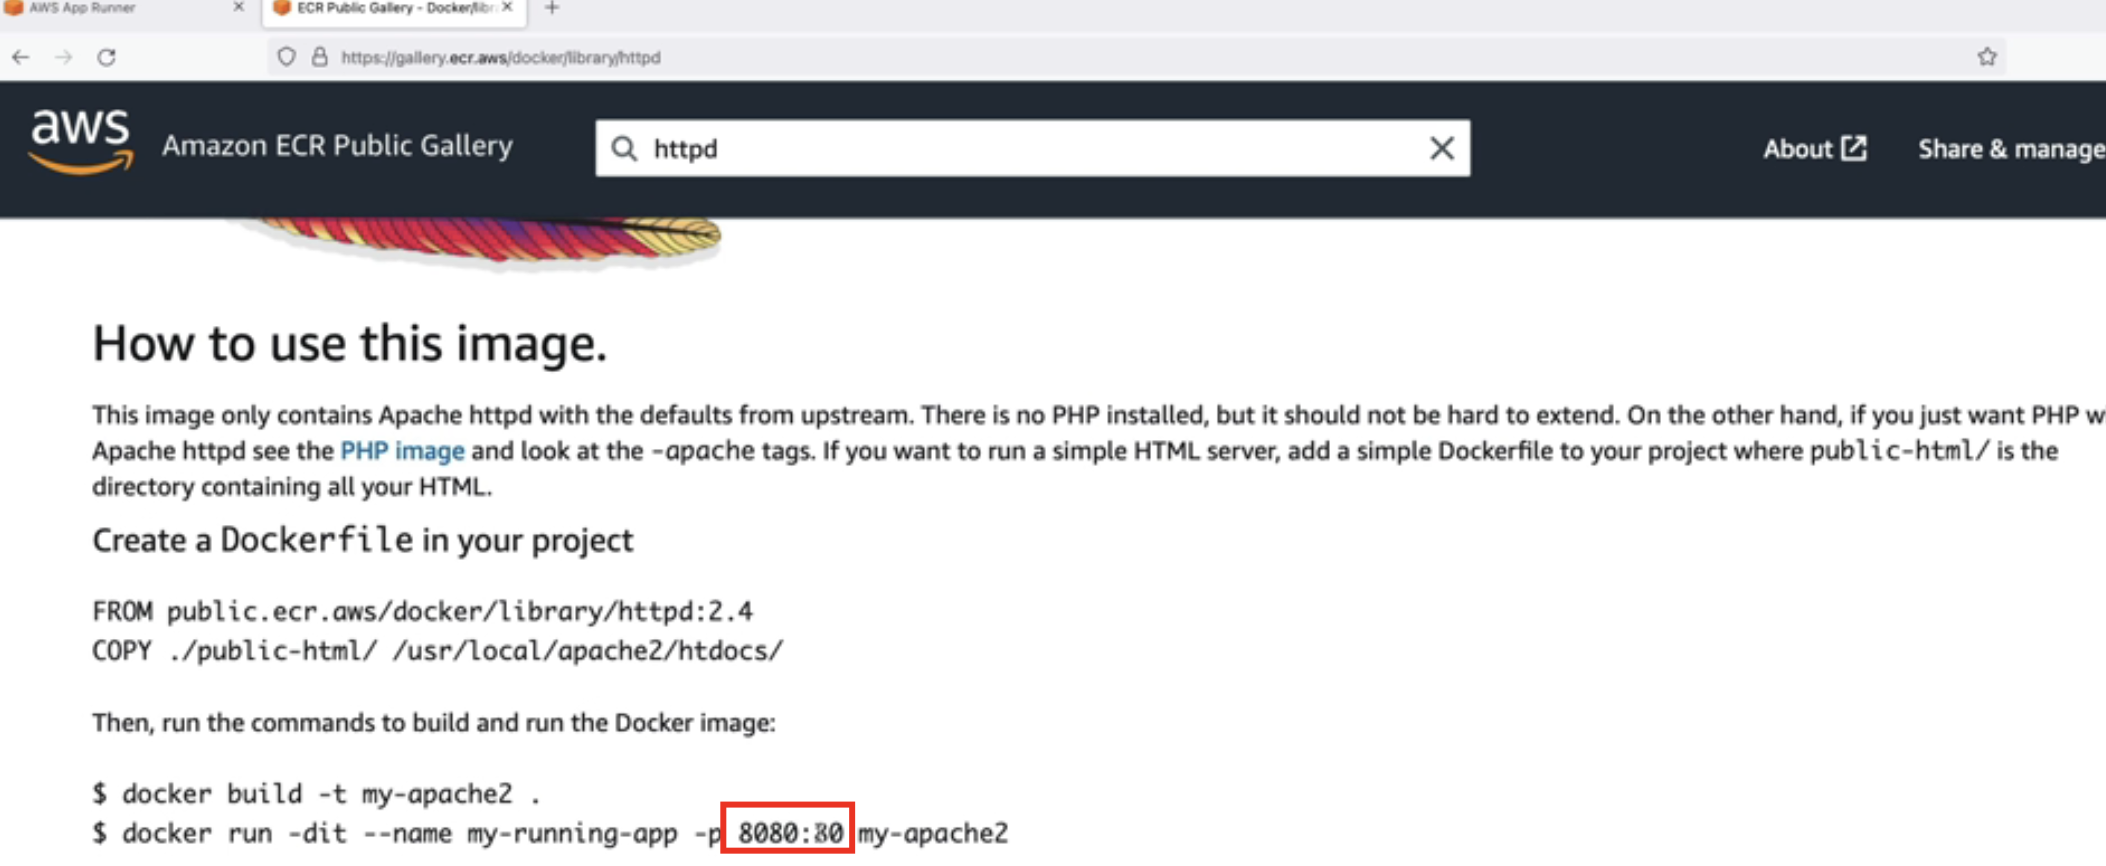 AWS App Runner
ECR Public Gallery - Docker/libr
https://gallery.ecr.aws/docker/library/httpd
aws
Amazon ECR Public Gallery
httpd
About
Share & manage
How to use this image.
This image only contains Apache httpd with the defaults from upstream. There is no PHP installed, but it should not be hard to extend. On the other hand, if you just want PHP w
Apache httpd see the PHP image and look at the -apache tags. If you want to run a simple HTML server, add a simple Dockerfile to your project where public-html/ is the
directory containing all your HTML.
Create a Dockerfile in your project
FROM public.ecr.aws/docker/library/httpd:2.4
COPY ./public-html/ /usr/local/apache2/htdocs/
Then, run the commands to build and run the Docker image:
$ docker build -t my-apache2 .
$ docker run -dit --name my-running-app -p 8080:80 my-apache2